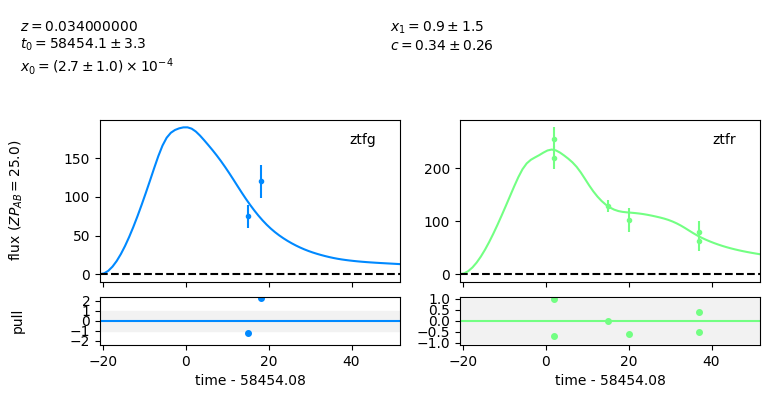 z = 0.034000000
t₀ = 58454.1 ± 3.3
x₀ = (2.7 ± 1.0) × 10⁻⁴
x₁ = 0.9 ± 1.5
c = 0.34 ± 0.26
flux (ZP_AB = 25.0)
150
100
50
0
ztfg
200
100
0
ztfr
pull
2
1
0
−1
−2
−20
0
20
40
time - 58454.08
1.0
0.5
0.0
−0.5
−1.0
−20
0
20
40
time - 58454.08